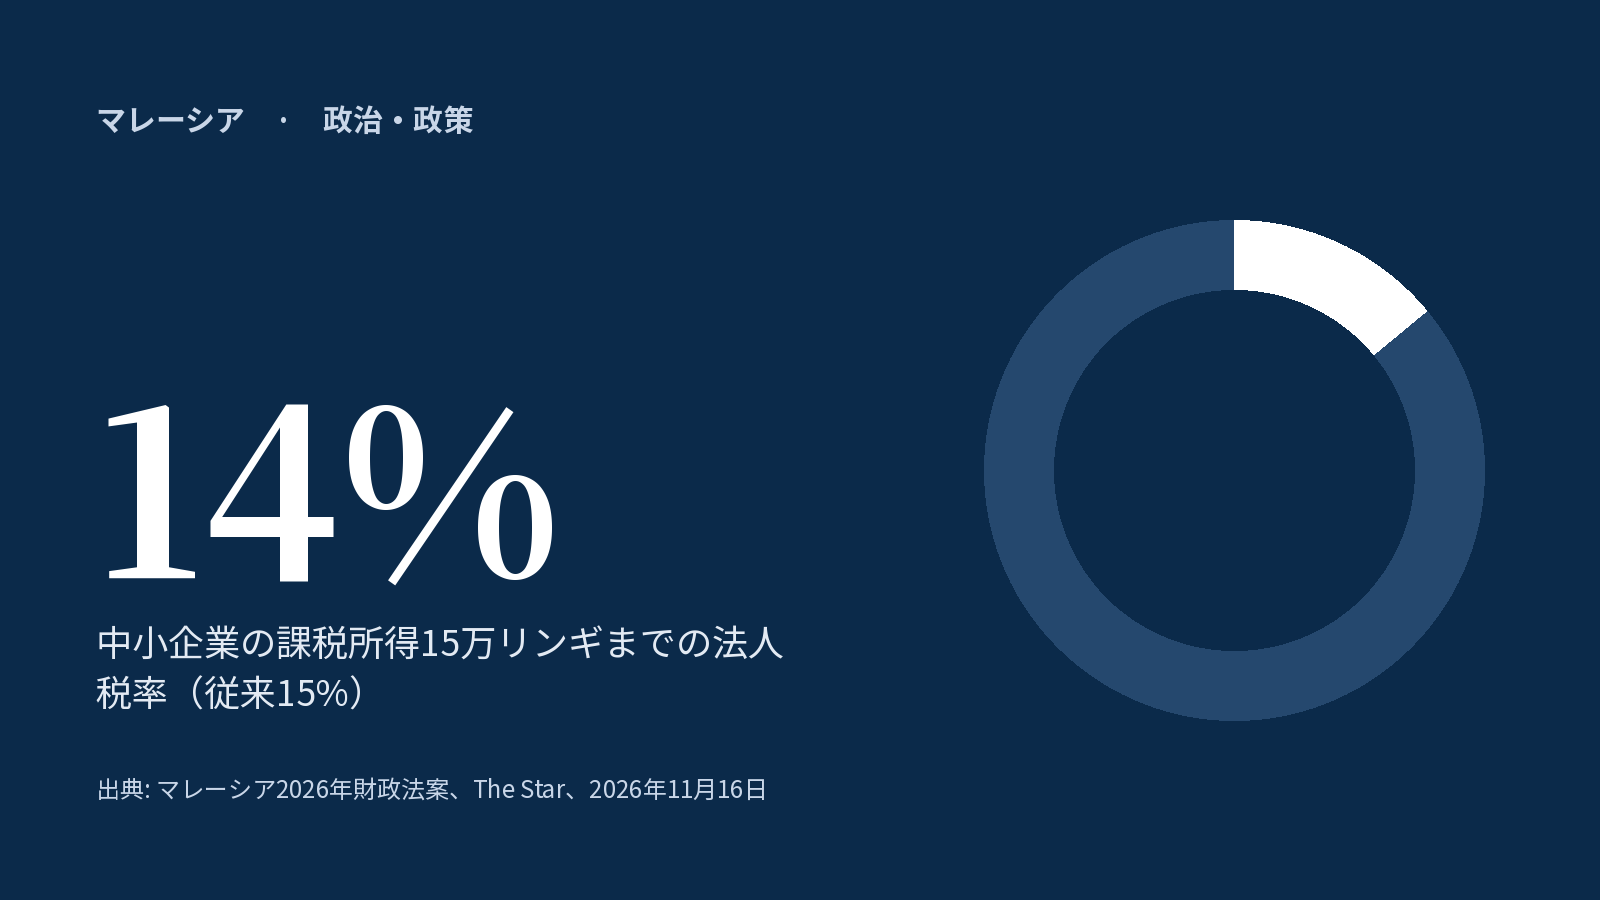 マレーシア · 政治・政策
14%
中小企業の課税所得15万リンギまでの法人
税率（従来15%）
出典: マレーシア2026年財政法案、The Star、2026年11月16日